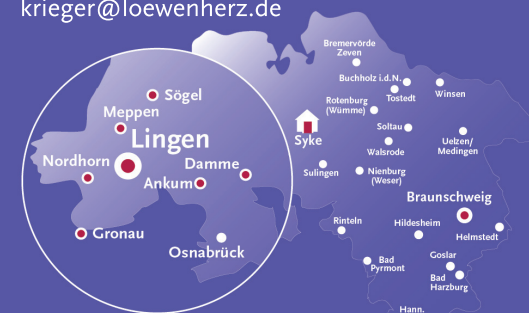 krieger@loewenherz.de
Bremervörde
Zeven
Buchholz i.d.N.
Tostedt
Winsen
Sögel
Meppen
Rotenburg
(Wümme)
Lingen
Syke
Soltau
Walsrode
Uelzen/
Medingen
Nordhorn
Damme
Ankum
Sulingen
Nienburg
(Weser)
Braunschweig
Gronau
Rinteln
Hildesheim
Helmstedt
Osnabrück
Bad
Pyrmont
Goslar
Bad
Harzburg
Hann.